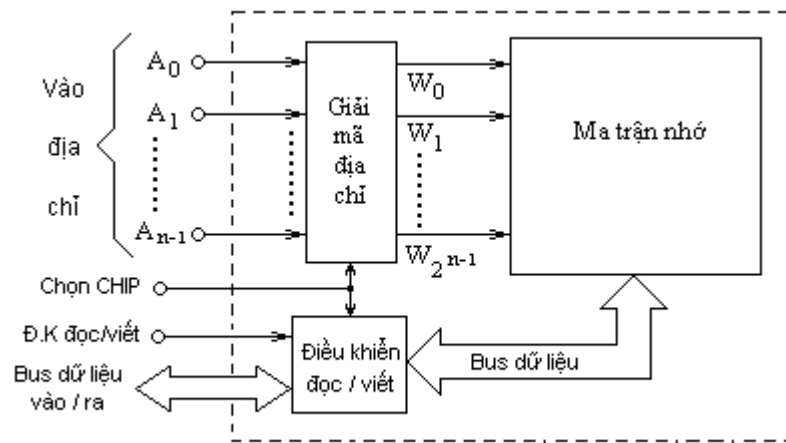 Vào
địa
chỉ
A0
A1
An-1
Giải
mã
địa
chỉ
W0
W1
W2 n-1
Ma trận nhớ
Chọn CHIP
Đ.K đọc/viết
Bus dữ liệu
vào / ra
Điều khiển
đọc / viết
Bus dữ liệu